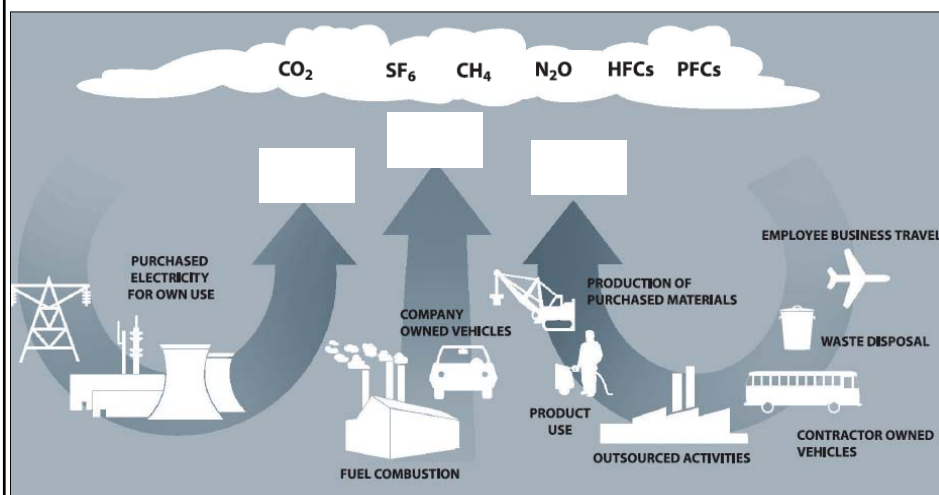 CO₂ SF₆ CH₄ N₂O HFCs PFCs
EMPLOYEE BUSINESS TRAVEL
PURCHASED
ELECTRICITY
FOR OWN USE
PRODUCTION OF
PURCHASED MATERIALS
COMPANY
OWNED VEHICLES
WASTE DISPOSAL
PRODUCT
USE
CONTRACTOR OWNED
VEHICLES
OUTSOURCED ACTIVITIES
FUEL COMBUSTION